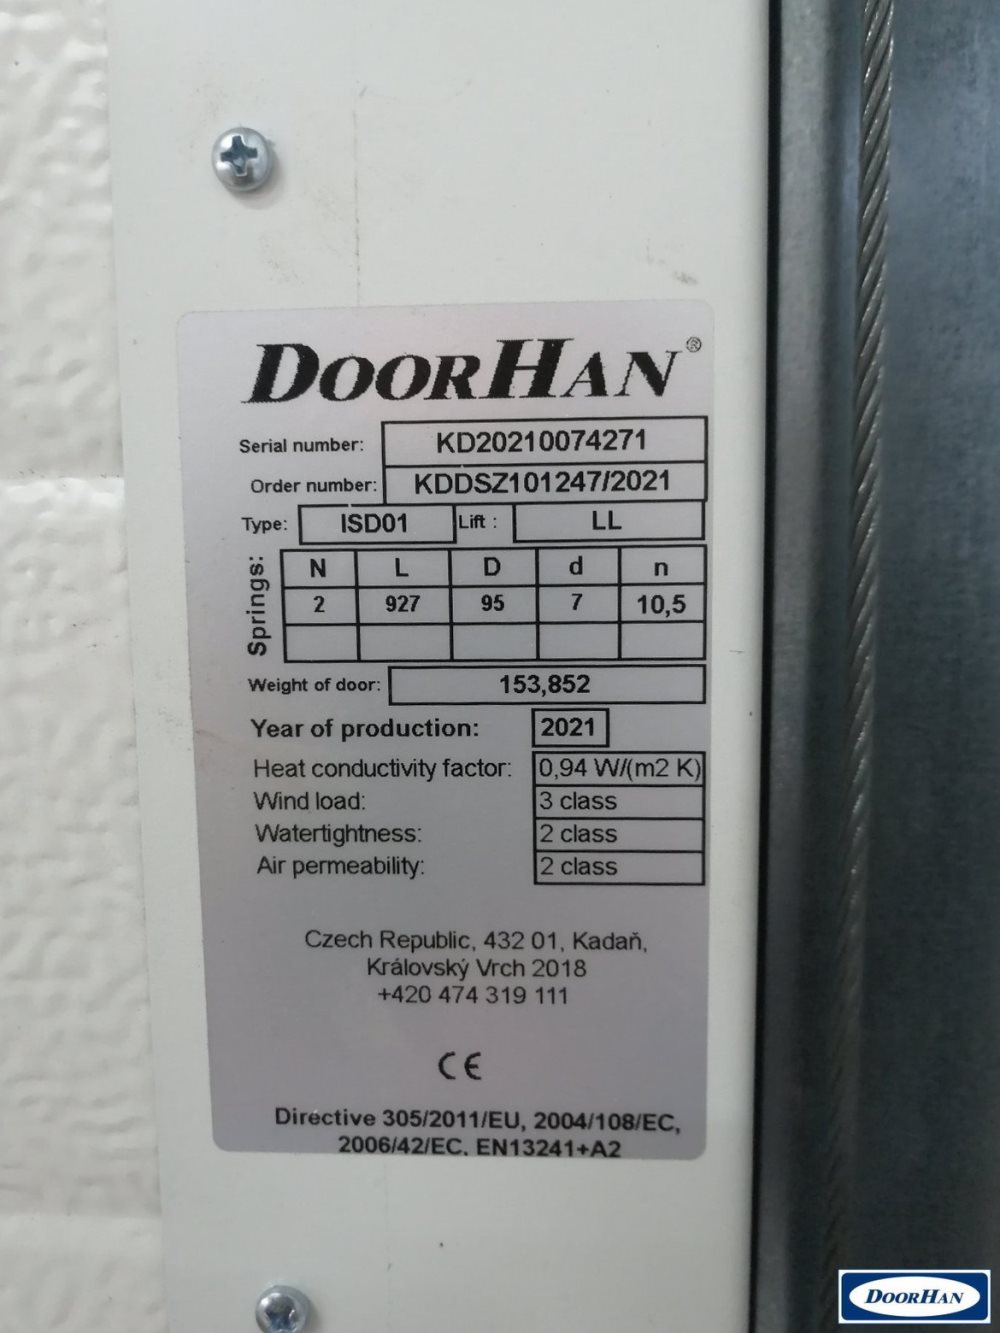 DOORHAN®
Serial number: KD20210074271
Order number: KDDSZ101247/2021
Type: ISD01 Lift : LL
Springs:
N L D d n
2 927 95 7 10,5
Weight of door: 153,852
Year of production: 2021
Heat conductivity factor: 0,94 W/(m2 K)
Wind load: 3 class
Watertightness: 2 class
Air permeability: 2 class
Czech Republic, 432 01, Kadaň,
Královský Vrch 2018
+420 474 319 111
CE
Directive 305/2011/EU, 2004/108/EC,
2006/42/EC. EN13241+A2
DOORHAN